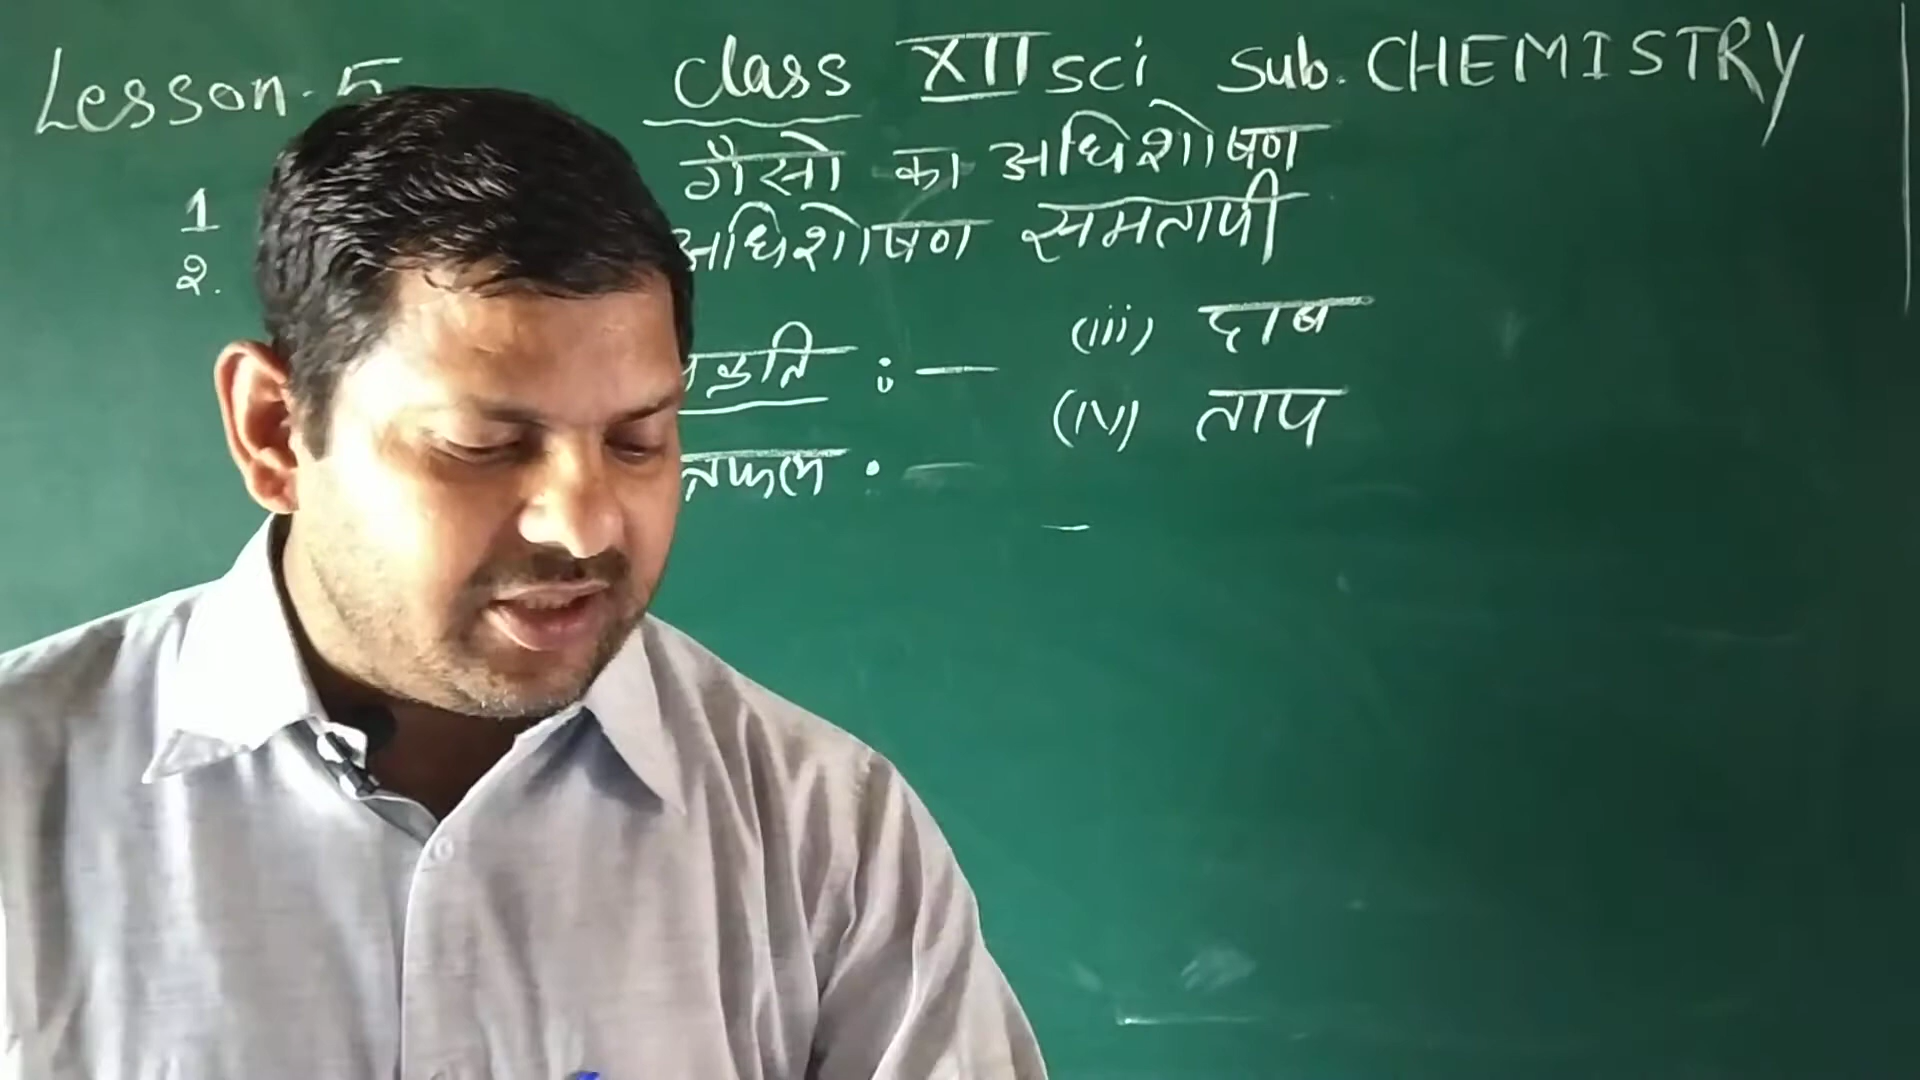 Lesson-5 class XII sci Sub. CHEMISTRY
1 गैसो का अधिशोषण
2. अधिशोषण समतापी
(iii) दाब
:—
(iv) ताप